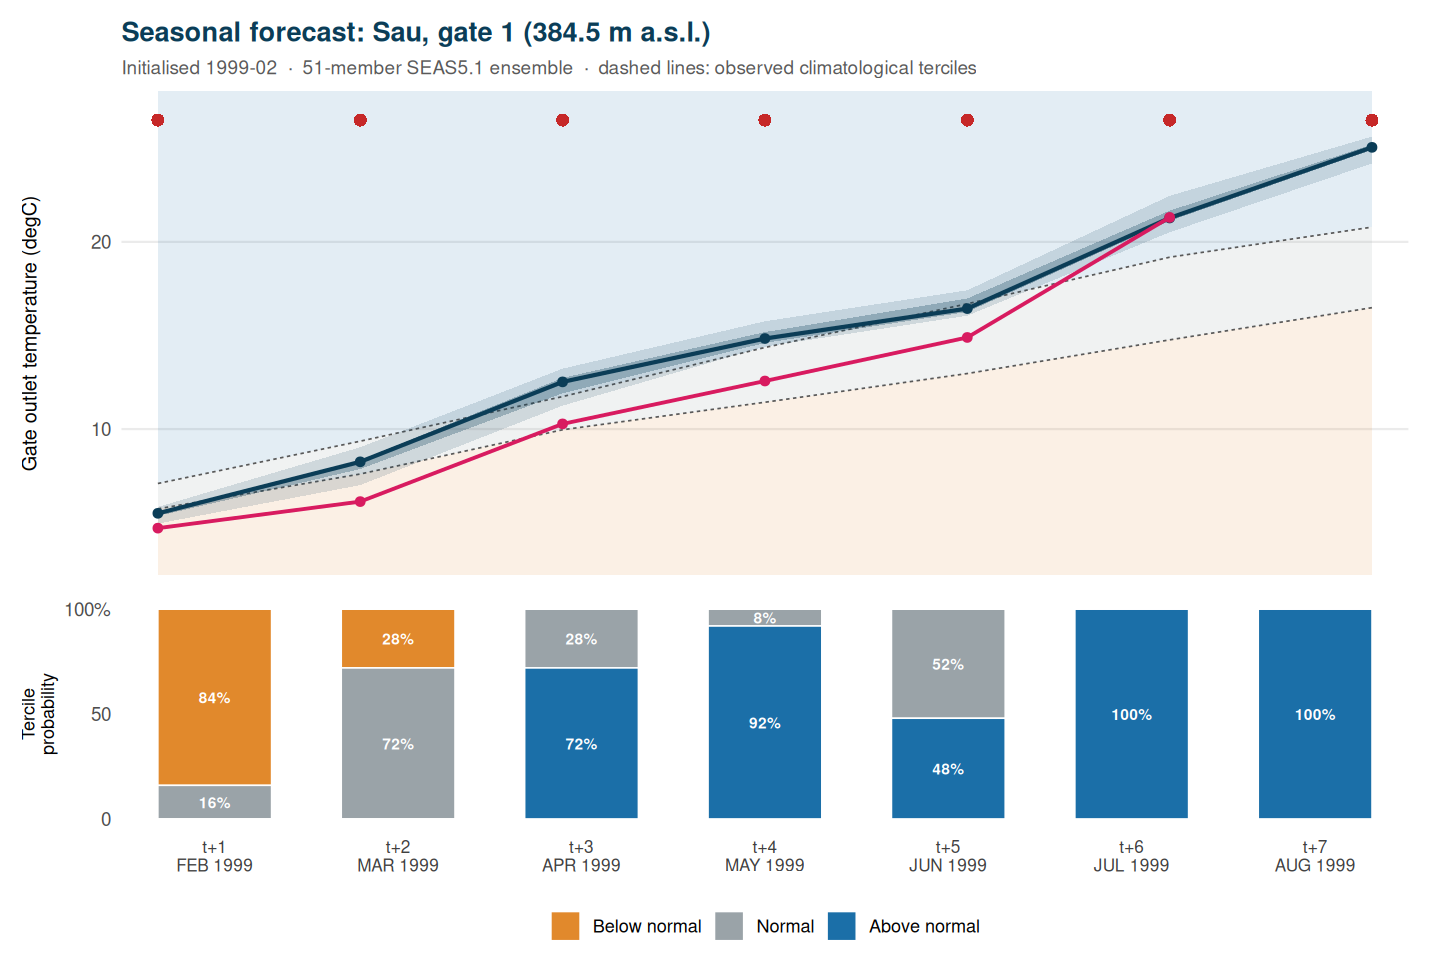 Seasonal forecast: Sau, gate 1 (384.5 m a.s.l.)
Initialised 1999-02 · 51-member SEAS5.1 ensemble · dashed lines: observed climatological terciles
Gate outlet temperature (degC)
20
10
Tercile
probability
100%
50
0
84%
16%
28%
72%
28%
72%
8%
92%
52%
48%
100%
100%
t+1
FEB 1999
t+2
MAR 1999
t+3
APR 1999
t+4
MAY 1999
t+5
JUN 1999
t+6
JUL 1999
t+7
AUG 1999
Below normal
Normal
Above normal